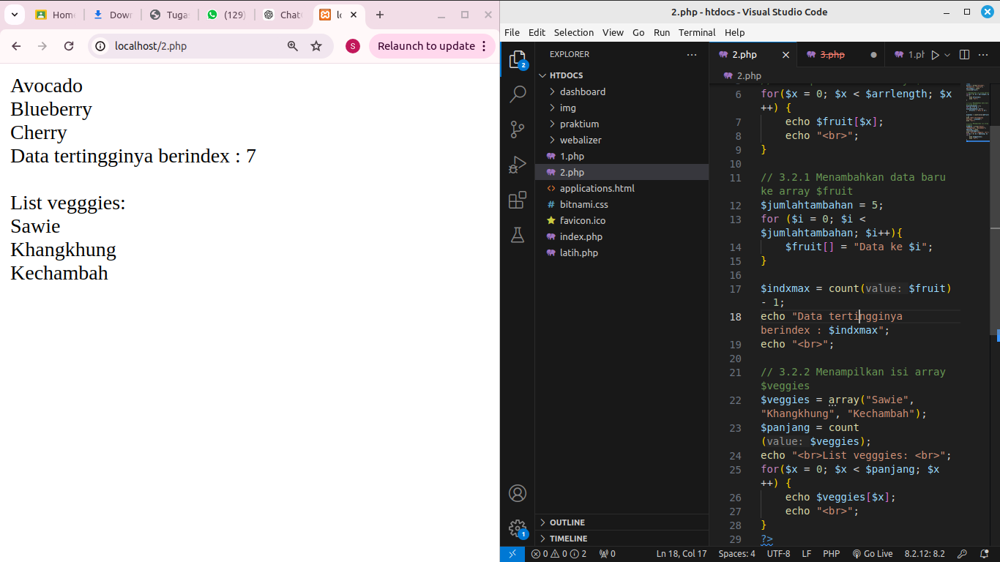 Hom
Down
Tuga
(129)
Chat
lo
localhost/2.php
S
Relaunch to update
Avocado
Blueberry
Cherry
Data tertingginya berindex : 7
List vegggies:
Sawie
Khangkhung
Kechambah
2.php - htdocs - Visual Studio Code
File Edit Selection View Go Run Terminal Help
2
EXPLORER
HTDOCS
dashboard
img
praktium
webalizer
1.php
2.php
applications.html
bitnami.css
favicon.ico
index.php
latih.php
OUTLINE
TIMELINE
1
2.php 3.php 1.pl
2.php
6 for($x = 0; $x < $arrlength; $x
++) {
7 echo $fruit[$x];
8 echo "<br>";
9 }
10
11 // 3.2.1 Menambahkan data baru
ke array $fruit
12 $jumlahtambahan = 5;
13 for ($i = 0; $i <
$jumlahtambahan; $i++){
14 $fruit[] = "Data ke $i";
15 }
16
17 $indxmax = count(value: $fruit)
- 1;
18 echo "Data tertingginya
berindex : $indxmax";
19 echo "<br>";
20
21 // 3.2.2 Menampilkan isi array
$veggies
22 $veggies = array("Sawie",
"Khangkhung", "Kechambah");
23 $panjang = count
(value: $veggies);
24 echo "<br>List vegggies: <br>";
25 for($x = 0; $x < $panjang; $x
++) {
26 echo $veggies[$x];
27 echo "<br>";
28 }
29 ?>
0 0 2 0 Ln 18, Col 17 Spaces: 4 UTF-8 LF PHP Go Live 8.2.12: 8.2